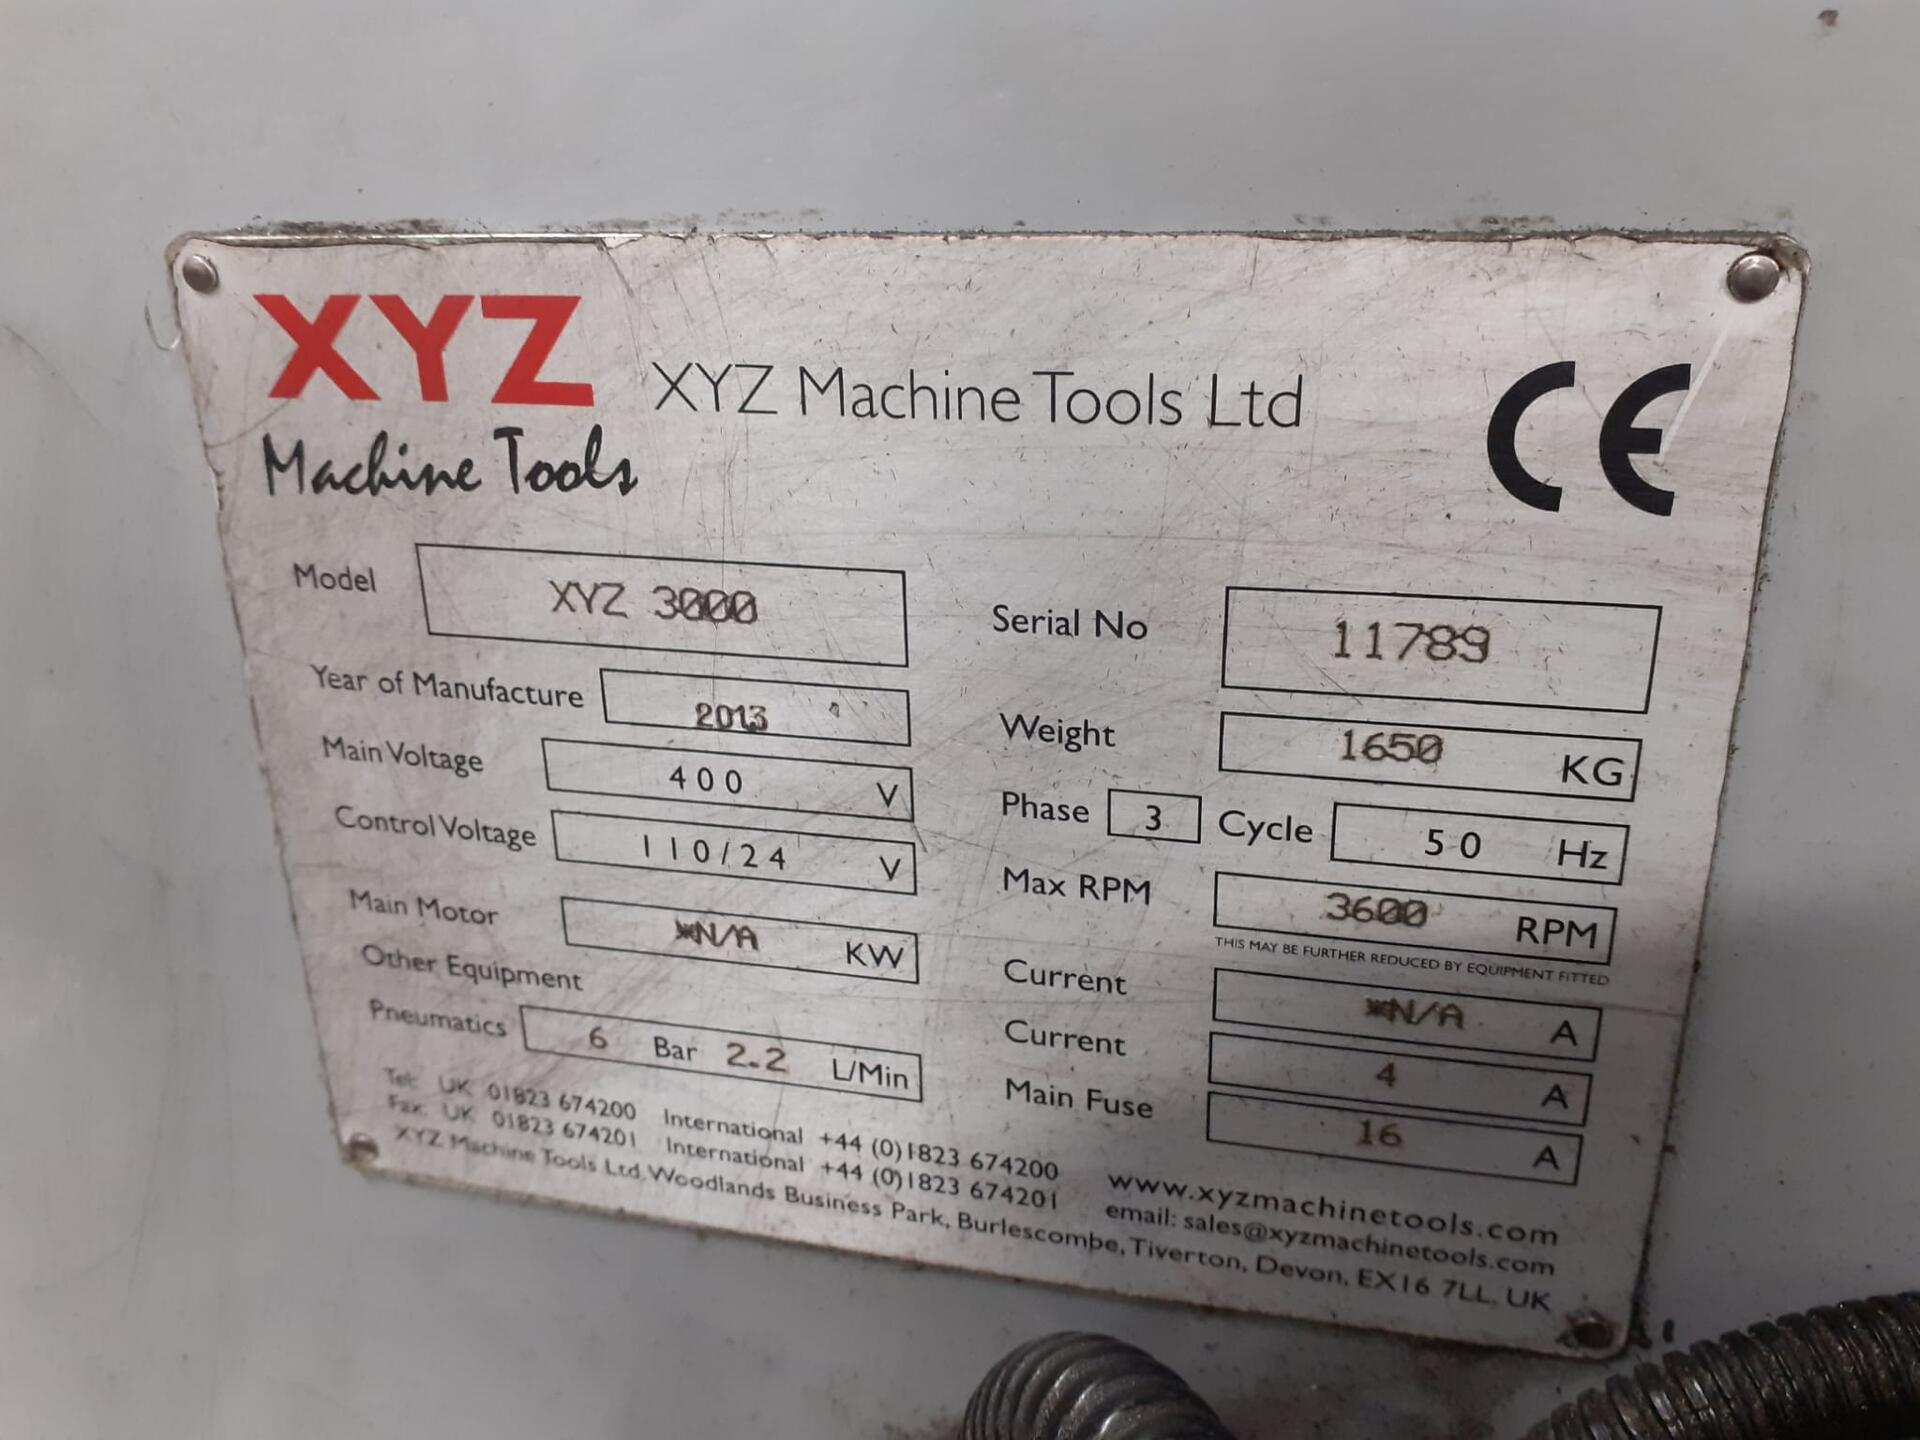 XYZ
Machine Tools
XYZ Machine Tools Ltd
CE
Model XYZ 3000
Serial No 11789
Year of Manufacture 2013
Weight 1650 KG
Main Voltage 400 V
Phase 3 Cycle 50 Hz
Control Voltage 110/24 V
Max RPM 3600 RPM
THIS MAY BE FURTHER REDUCED BY EQUIPMENT FITTED
Main Motor *N/A KW
Current *N/A A
Other Equipment
Current 4 A
Pneumatics 6 Bar 2.2 L/Min
Main Fuse 16 A
Tel: UK 01823 674200 International +44 (0)1823 674200
www.xyzmachinetools.com
Fax: UK 01823 674201 International +44 (0)1823 674201
email: sales@xyzmachinetools.com
XYZ Machine Tools Ltd, Woodlands Business Park, Burlescombe, Tiverton, Devon, EX16 7LL. UK